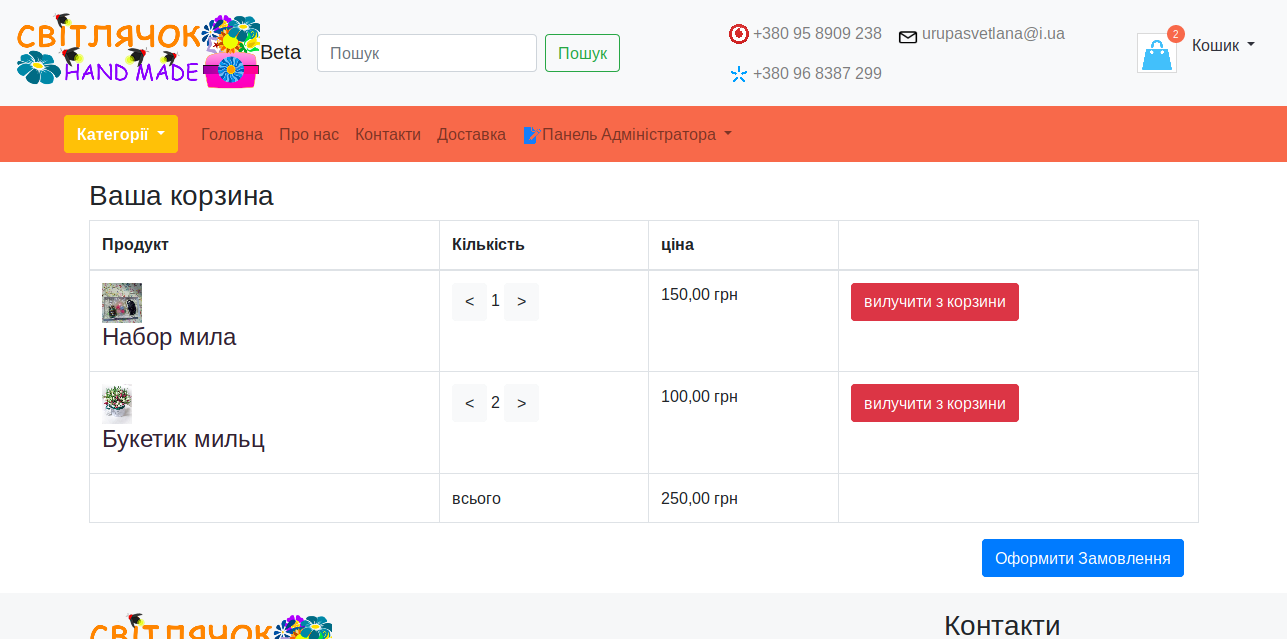 СВІТЛЯЧОК
HAND MADE
Beta
Пошук
Пошук
+380 95 8909 238
urupasvetlana@i.ua
+380 96 8387 299
2
Кошик
Категорії
Головна
Про нас
Контакти
Доставка
Панель Адміністратора
Ваша корзина
Продукт
Кількість
ціна
< 1 >
150,00 грн
вилучити з корзини
Набор мила
< 2 >
100,00 грн
вилучити з корзини
Букетик мильц
всього
250,00 грн
Оформити Замовлення
СВІТЛЯЧОК
Контакти